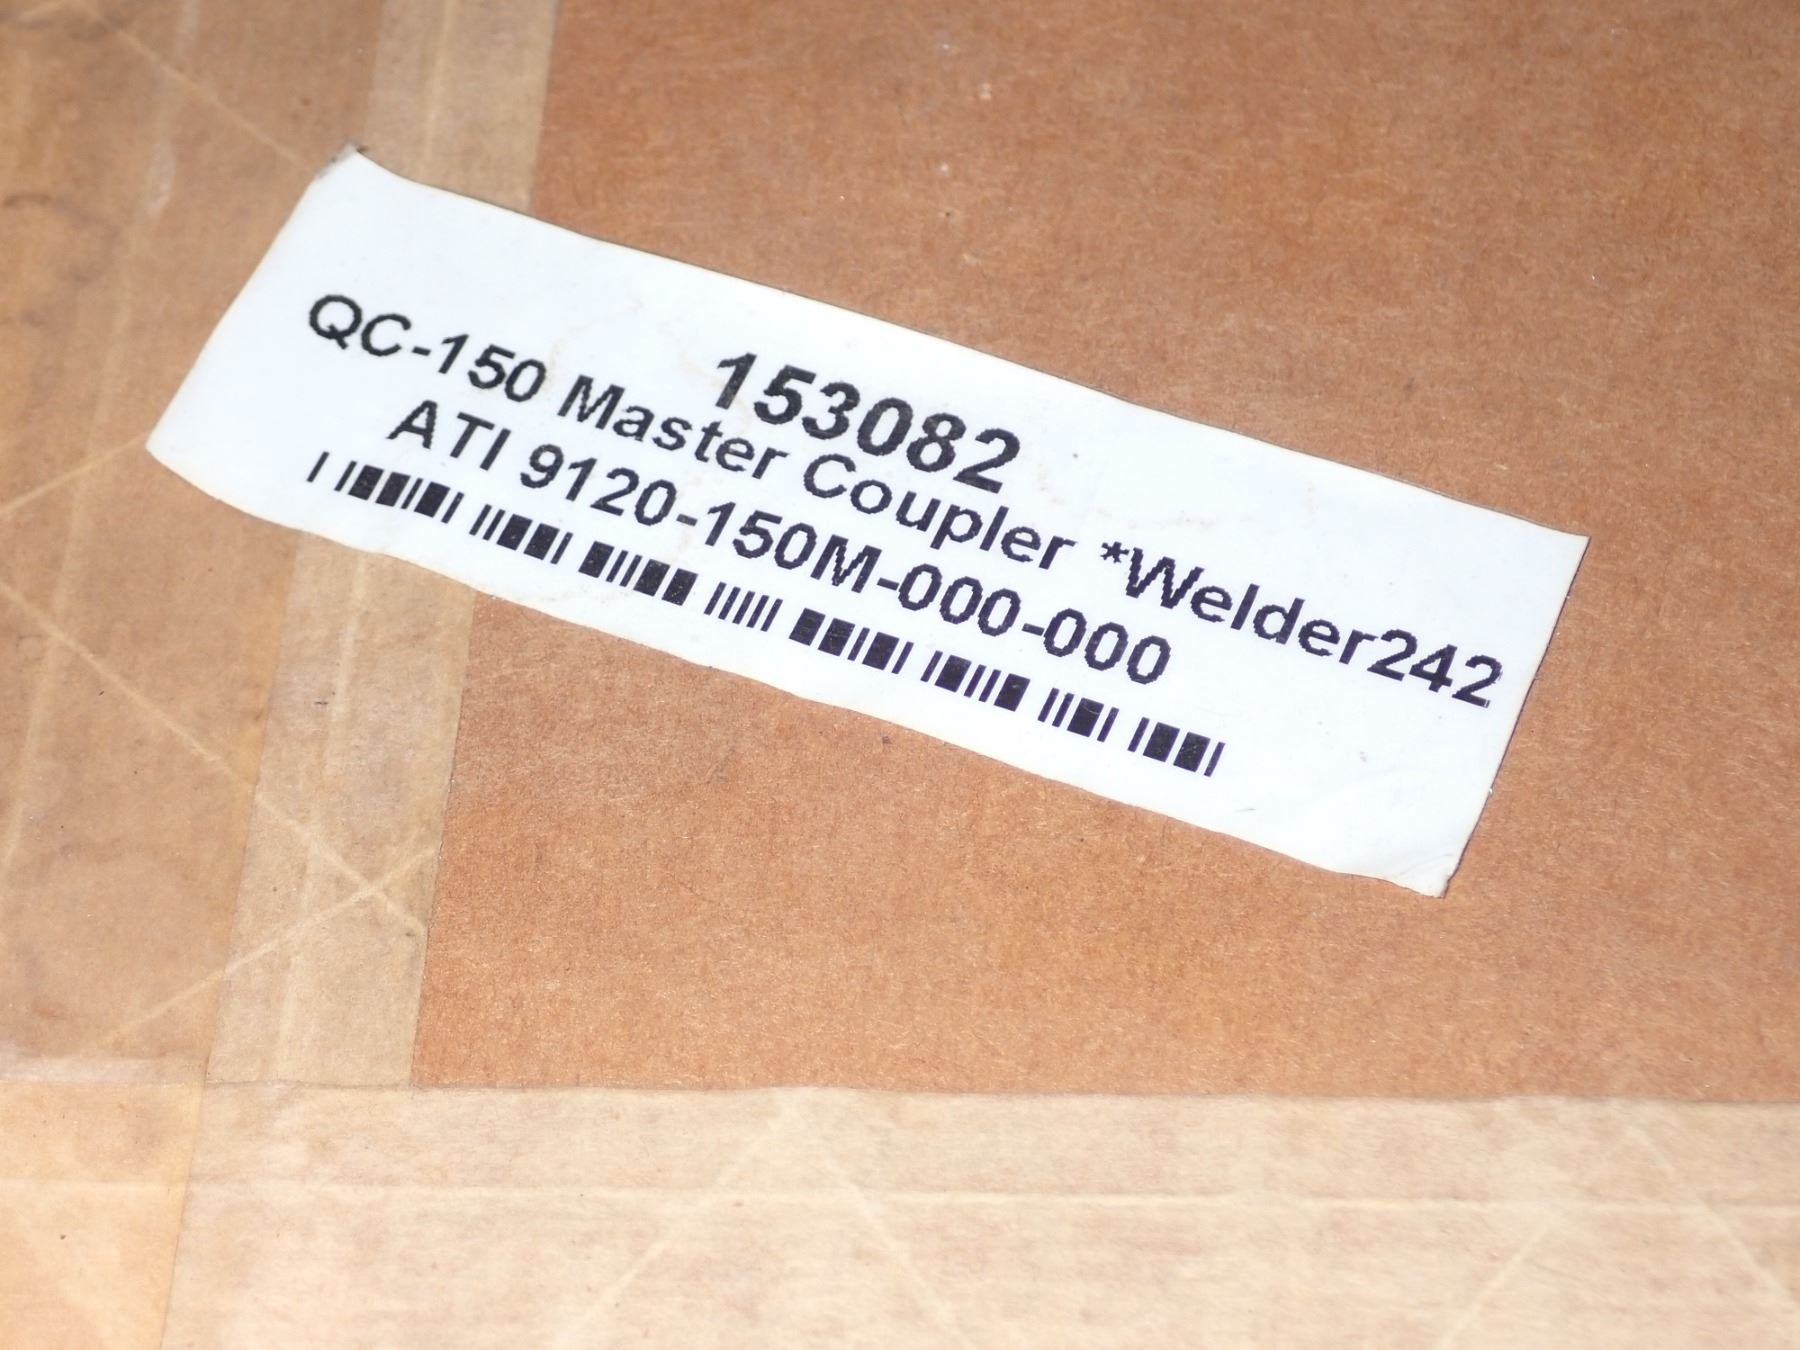 153082
QC-150 Master Coupler *Welder242
ATI 9120-150M-000-000